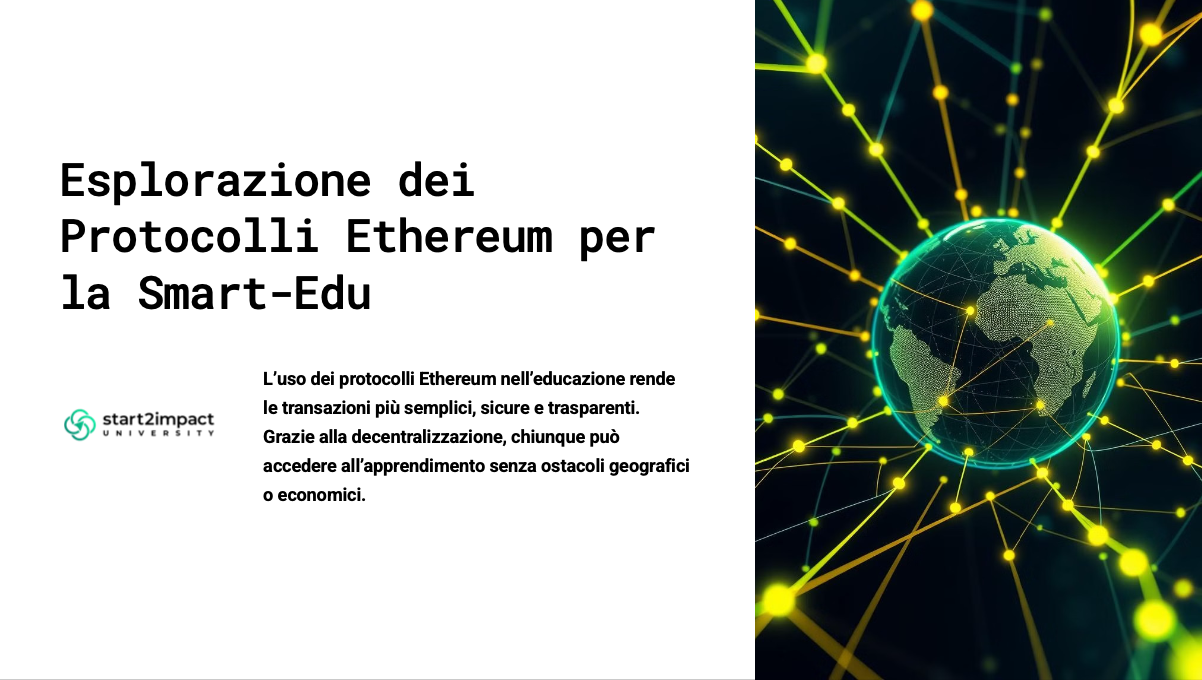 Esplorazione dei
Protocolli Ethereum per
la Smart-Edu
start2impact
UNIVERSITY
L’uso dei protocolli Ethereum nell’educazione rende
le transazioni più semplici, sicure e trasparenti.
Grazie alla decentralizzazione, chiunque può
accedere all’apprendimento senza ostacoli geografici
o economici.